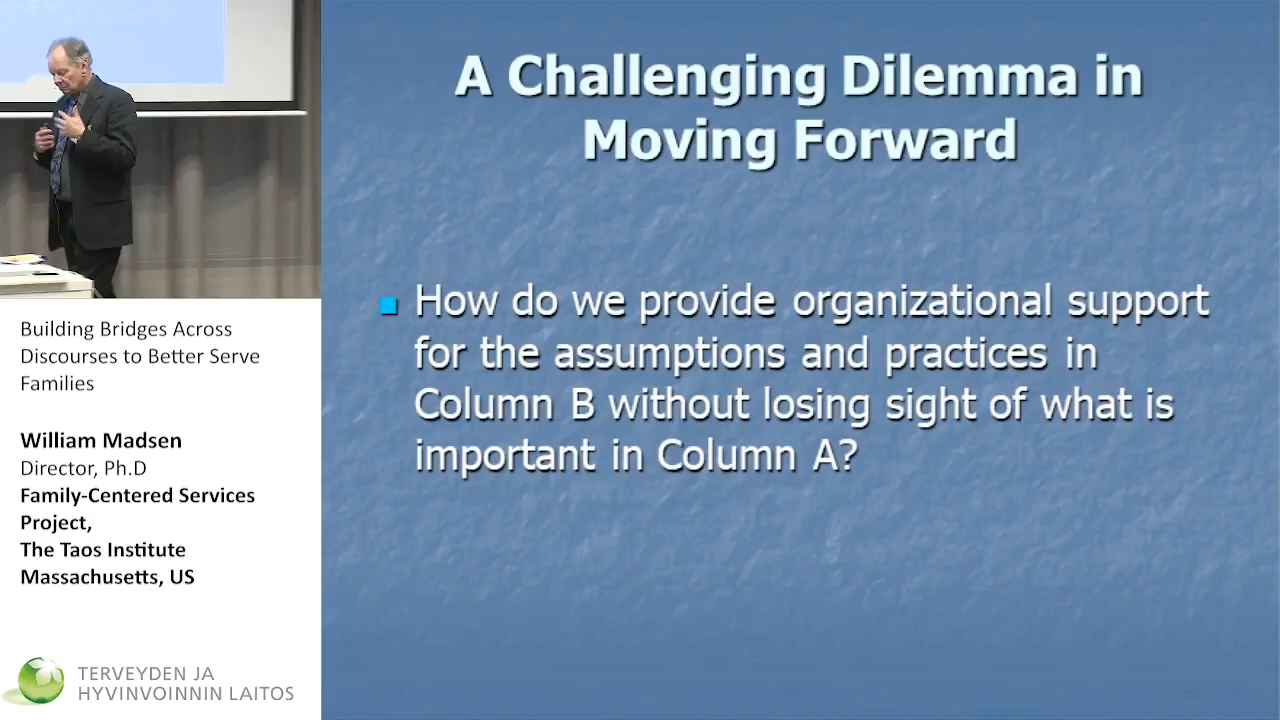 A Challenging Dilemma in
Moving Forward
How do we provide organizational support
for the assumptions and practices in
Column B without losing sight of what is
important in Column A?
Building Bridges Across
Discourses to Better Serve
Families
William Madsen
Director, Ph.D
Family-Centered Services
Project,
The Taos Institute
Massachusetts, US
TERVEYDEN JA
HYVINVOINNIN LAITOS